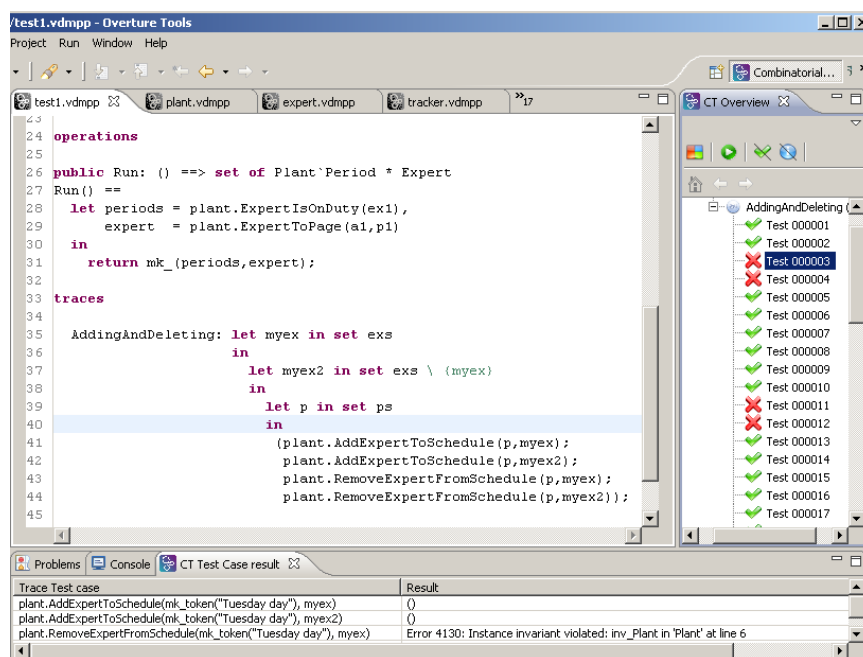 /test1.vdmpp - Overture Tools
Project Run Window Help
Combinatorial...
test1.vdmpp
plant.vdmpp
expert.vdmpp
tracker.vdmpp
»17
CT Overview
23
24 operations
25
26 public Run: () ==> set of Plant`Period * Expert
27 Run() ==
28 let periods = plant.ExpertIsOnDuty(ex1),
29 expert = plant.ExpertToPage(a1,p1)
30 in
31 return mk_(periods,expert);
32
33 traces
34
35 AddingAndDeleting: let myex in set exs
36 in
37 let myex2 in set exs \ {myex}
38 in
39 let p in set ps
40 in
41 (plant.AddExpertToSchedule(p,myex);
42 plant.AddExpertToSchedule(p,myex2);
43 plant.RemoveExpertFromSchedule(p,myex);
44 plant.RemoveExpertFromSchedule(p,myex2));
45
AddingAndDeleting (
Test 000001
Test 000002
Test 000003
Test 000004
Test 000005
Test 000006
Test 000007
Test 000008
Test 000009
Test 000010
Test 000011
Test 000012
Test 000013
Test 000014
Test 000015
Test 000016
Test 000017
Problems
Console
CT Test Case result
Trace Test case Result
plant.AddExpertToSchedule(mk_token("Tuesday day"), myex) ()
plant.AddExpertToSchedule(mk_token("Tuesday day"), myex2) ()
plant.RemoveExpertFromSchedule(mk_token("Tuesday day"), myex) Error 4130: Instance invariant violated: inv_Plant in 'Plant' at line 6